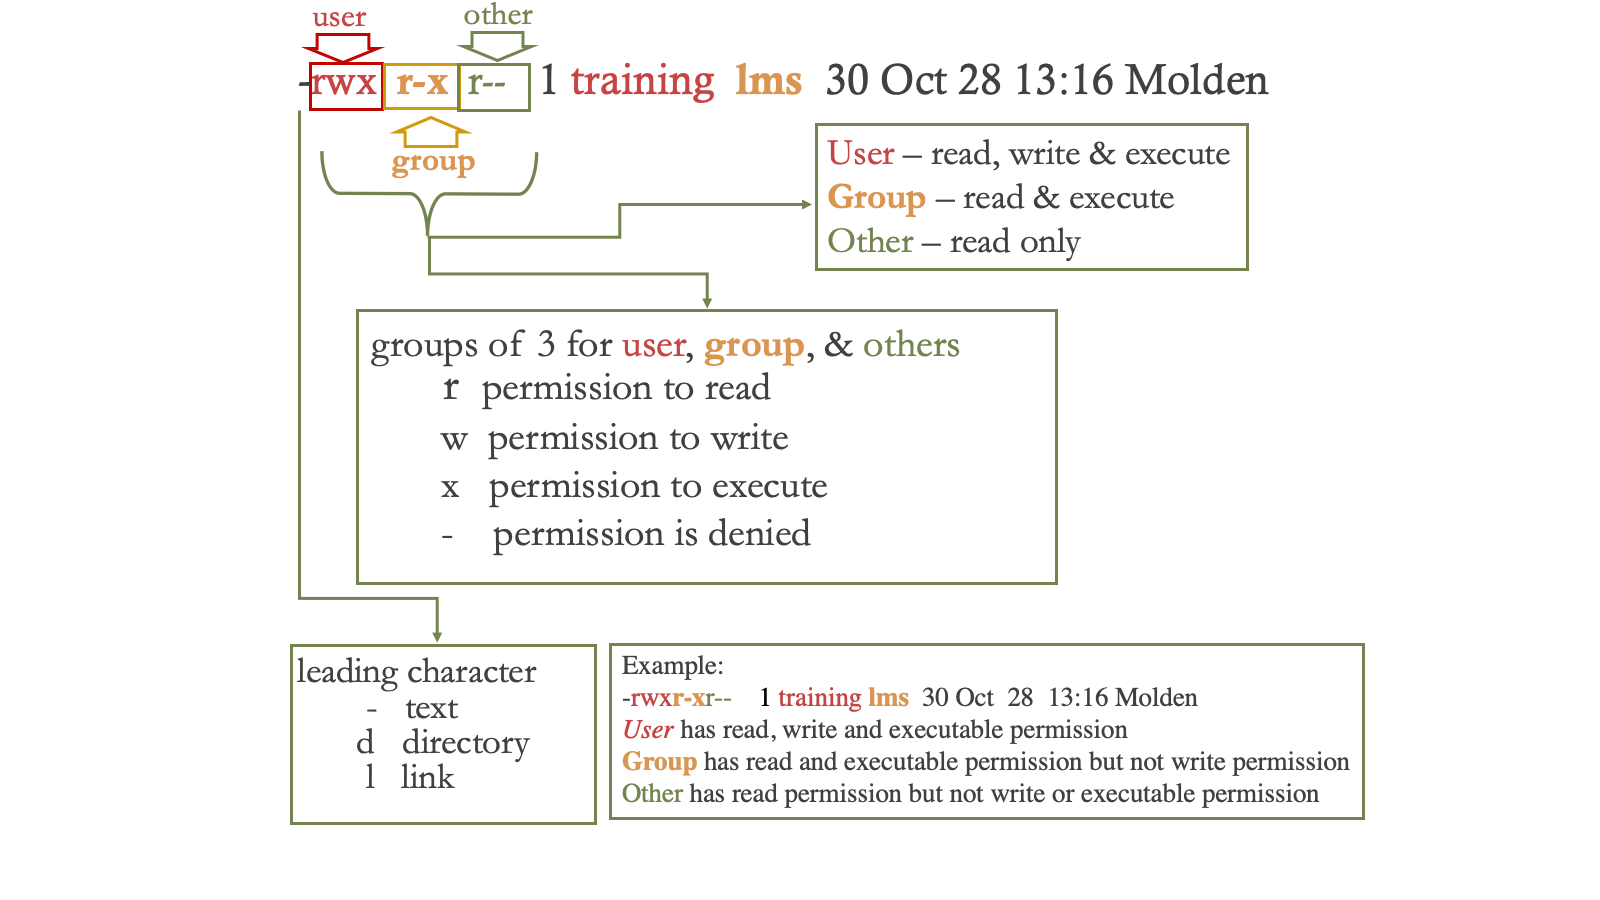 user
other
-rwx r-x r-- 1 training lms 30 Oct 28 13:16 Molden
group
User – read, write & execute
Group – read & execute
Other – read only
groups of 3 for user, group, & others
r permission to read
w permission to write
x permission to execute
- permission is denied
leading character
- text
d directory
l link
Example:
-rwxr-xr-- 1 training lms 30 Oct 28 13:16 Molden
User has read, write and executable permission
Group has read and executable permission but not write permission
Other has read permission but not write or executable permission